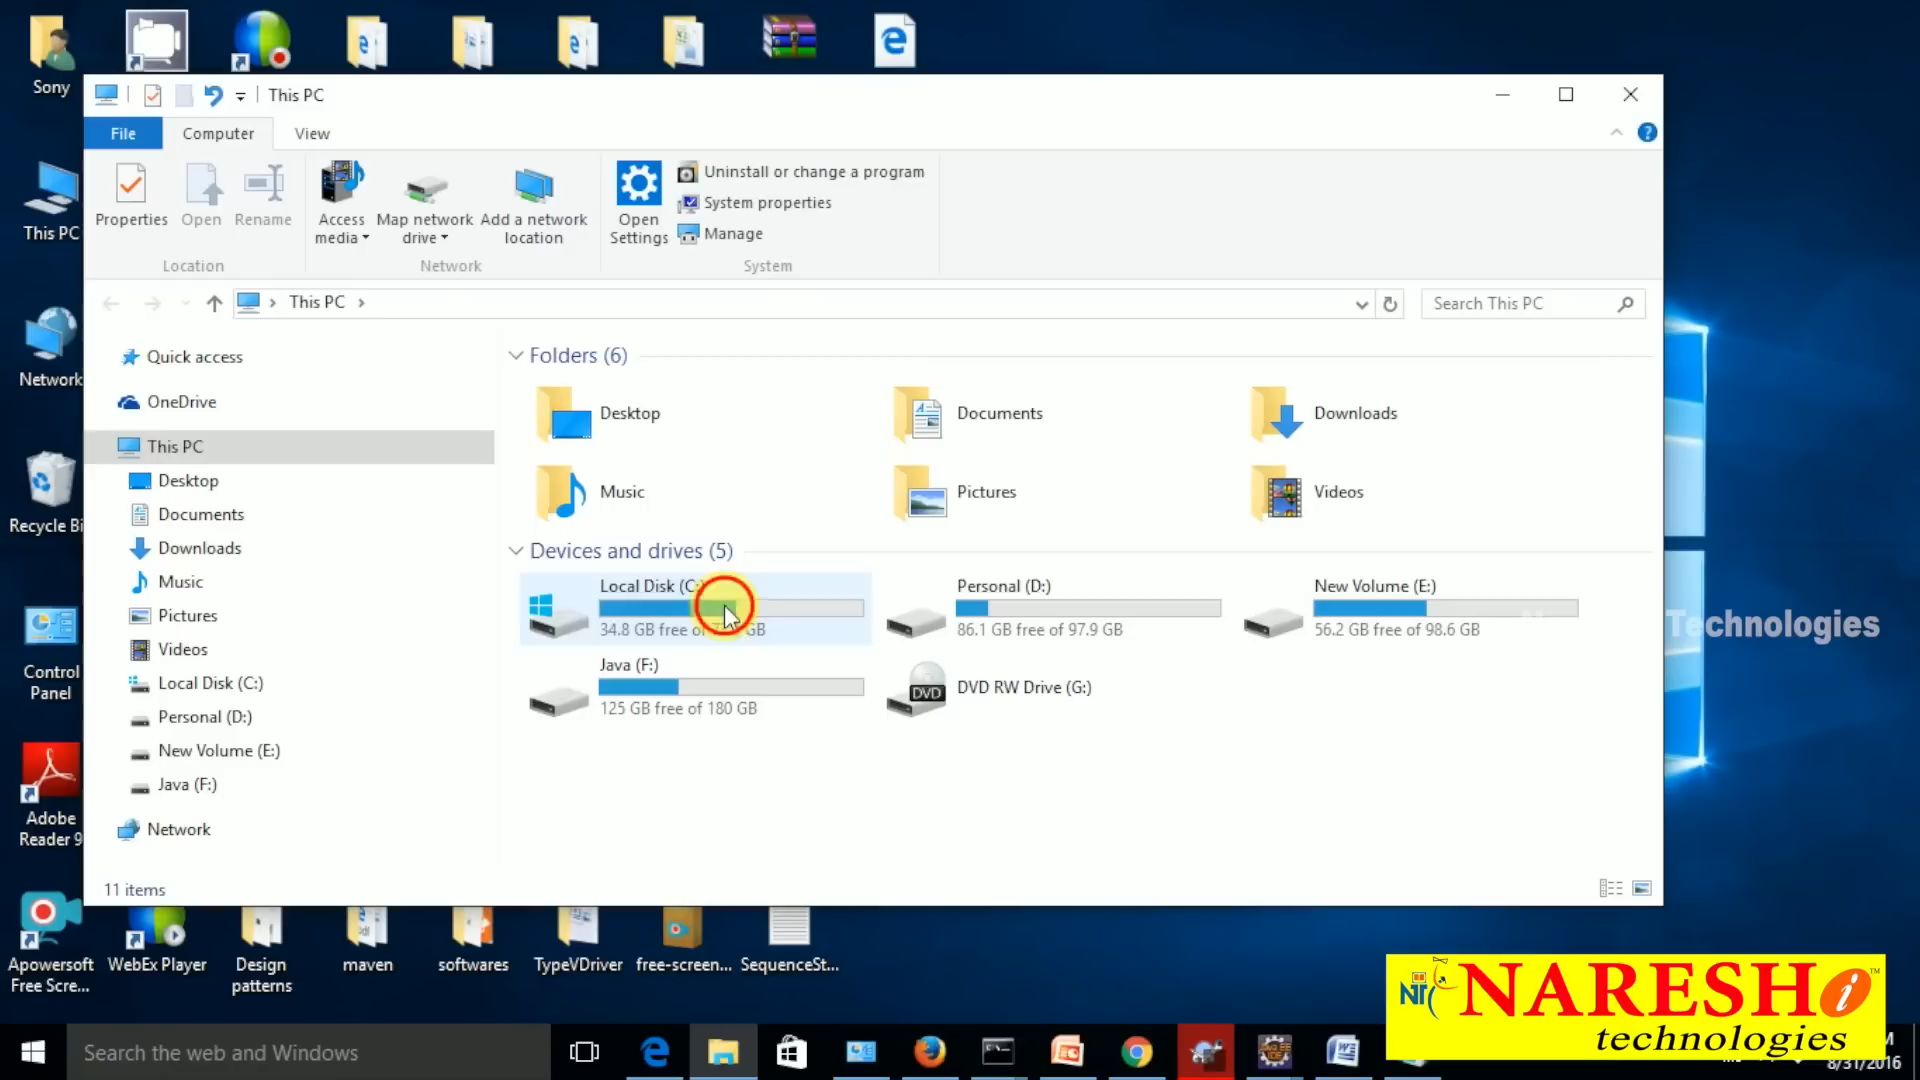 Sony
This PC
File
Computer
View
Properties
Open
Rename
Access media
Map network drive
Add a network location
Open Settings
Uninstall or change a program
System properties
Manage
Location
Network
System
This PC
Search This PC
Quick access
OneDrive
This PC
Desktop
Documents
Downloads
Music
Pictures
Videos
Local Disk (C:)
Personal (D:)
New Volume (E:)
Java (F:)
Network
Folders (6)
Desktop
Documents
Downloads
Music
Pictures
Videos
Devices and drives (5)
Local Disk (C:
34.8 GB free of GB
Personal (D:)
86.1 GB free of 97.9 GB
New Volume (E:)
56.2 GB free of 98.6 GB
Java (F:)
125 GB free of 180 GB
DVD
DVD RW Drive (G:)
11 items
This PC
Network
Recycle Bi
Control
Panel
Adobe
Reader 9
Apowersoft
Free Scre...
WebEx Player
Design
patterns
maven
softwares
TypeVDriver
free-screen...
SequenceSt...
Technologies
NARESH i
technologies
Search the web and Windows
8/31/2016